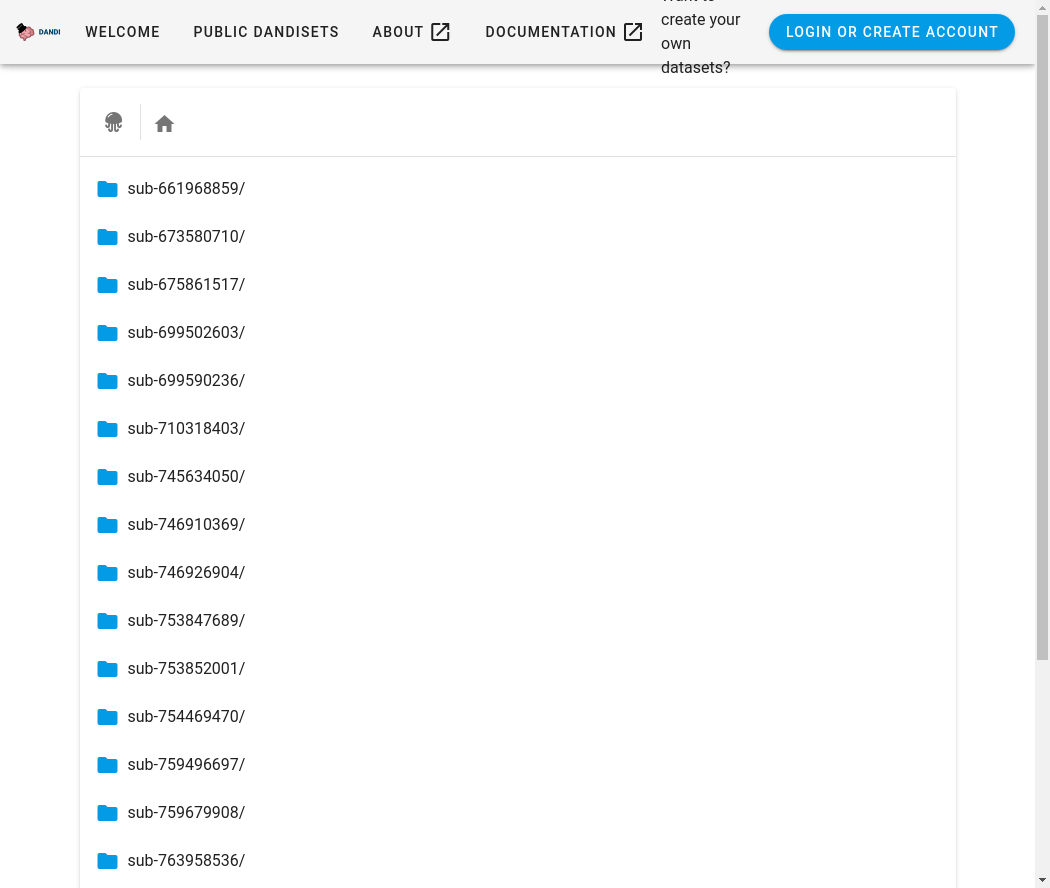 DANDI
WELCOME
PUBLIC DANDISETS
ABOUT
DOCUMENTATION
create your
own
datasets?
LOGIN OR CREATE ACCOUNT
sub-661968859/
sub-673580710/
sub-675861517/
sub-699502603/
sub-699590236/
sub-710318403/
sub-745634050/
sub-746910369/
sub-746926904/
sub-753847689/
sub-753852001/
sub-754469470/
sub-759496697/
sub-759679908/
sub-763958536/